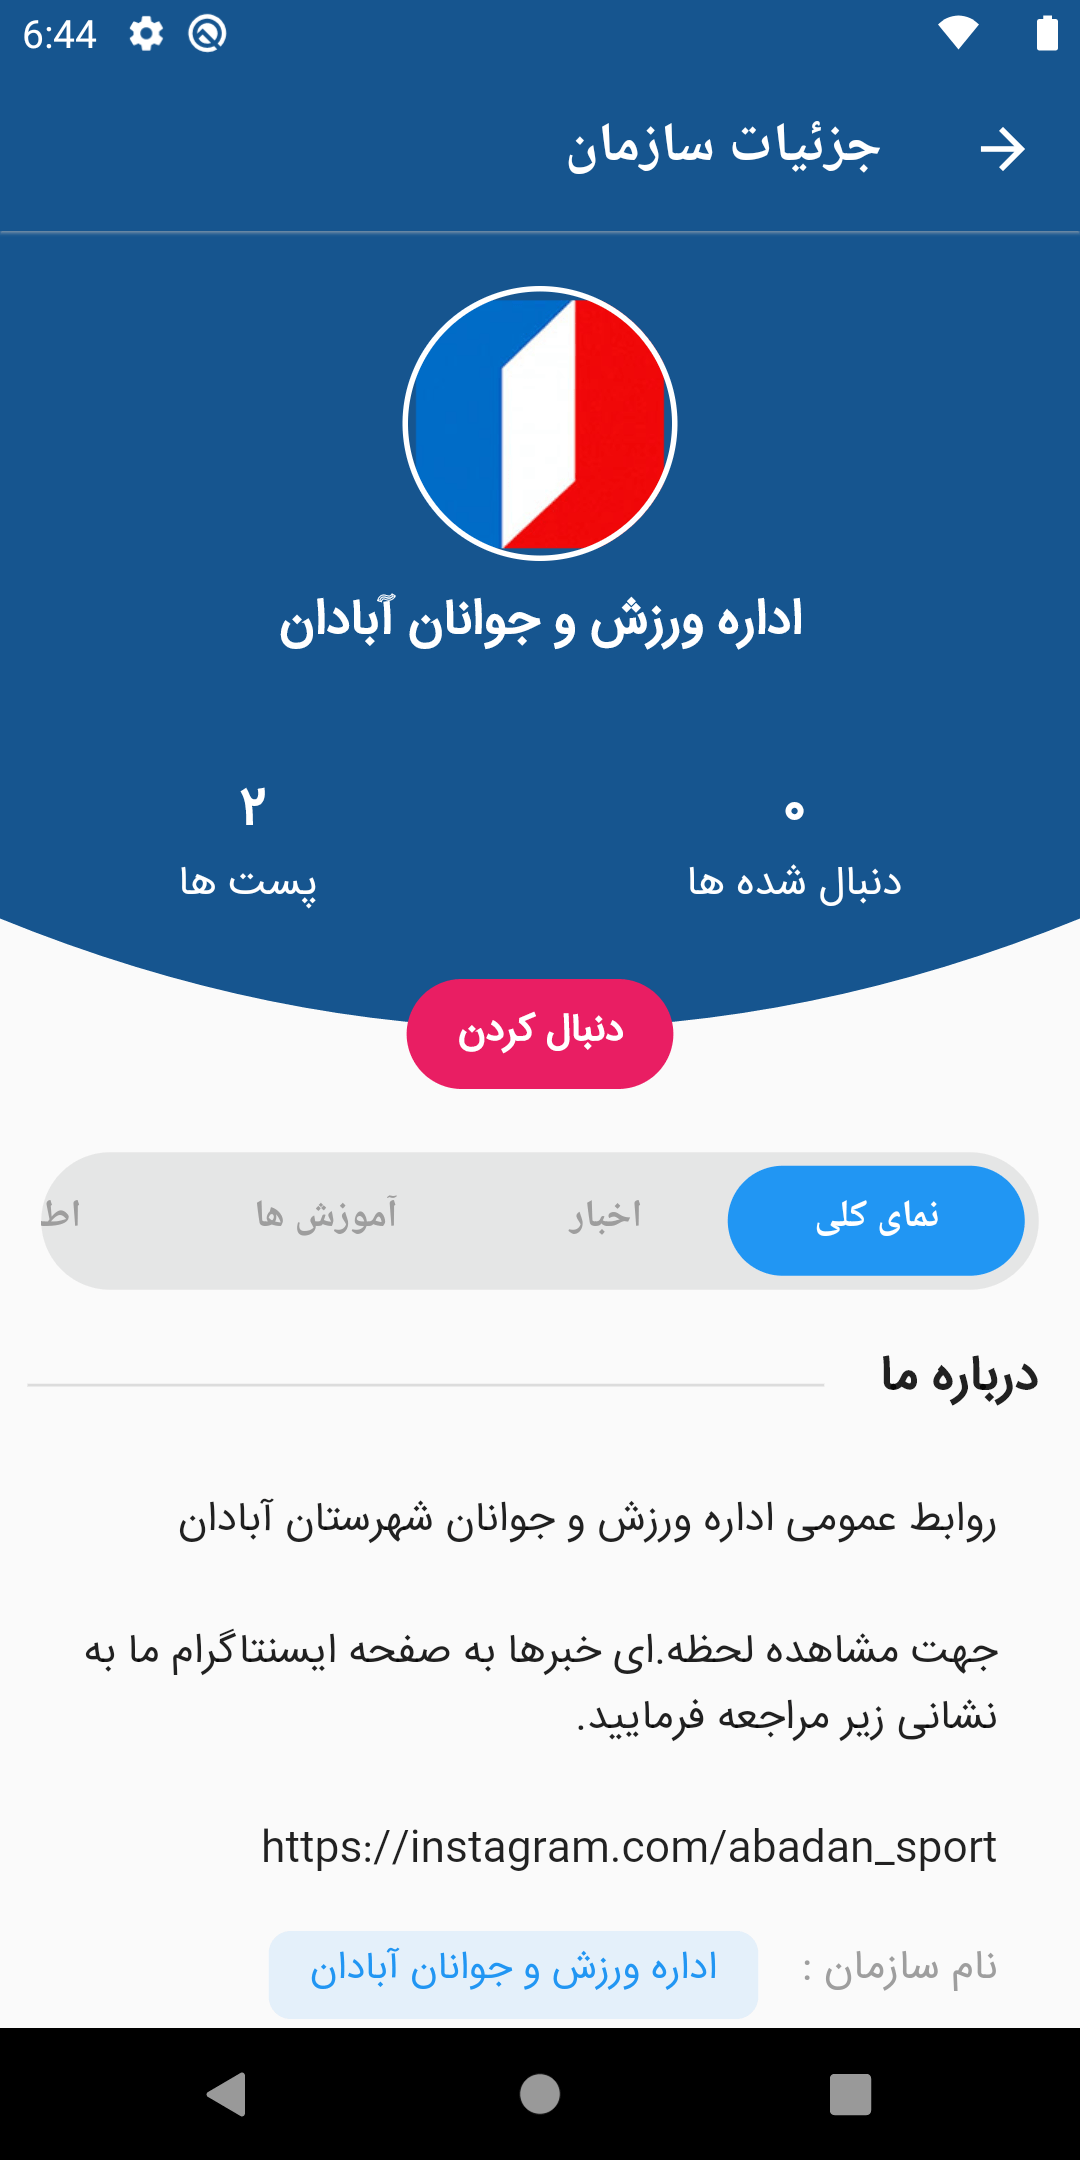 6:44
جزئیات سازمان
اداره ورزش و جوانان آبادان
۰ ۲
دنبال شده ها پست ها
دنبال کردن
نمای کلی اخبار آموزش ها اط
درباره ما
روابط عمومی اداره ورزش و جوانان شهرستان آبادان
جهت مشاهده لحظه.ای خبرها به صفحه ایسنتاگرام ما به
نشانی زیر مراجعه فرمایید.
https://instagram.com/abadan_sport
نام سازمان : اداره ورزش و جوانان آبادان